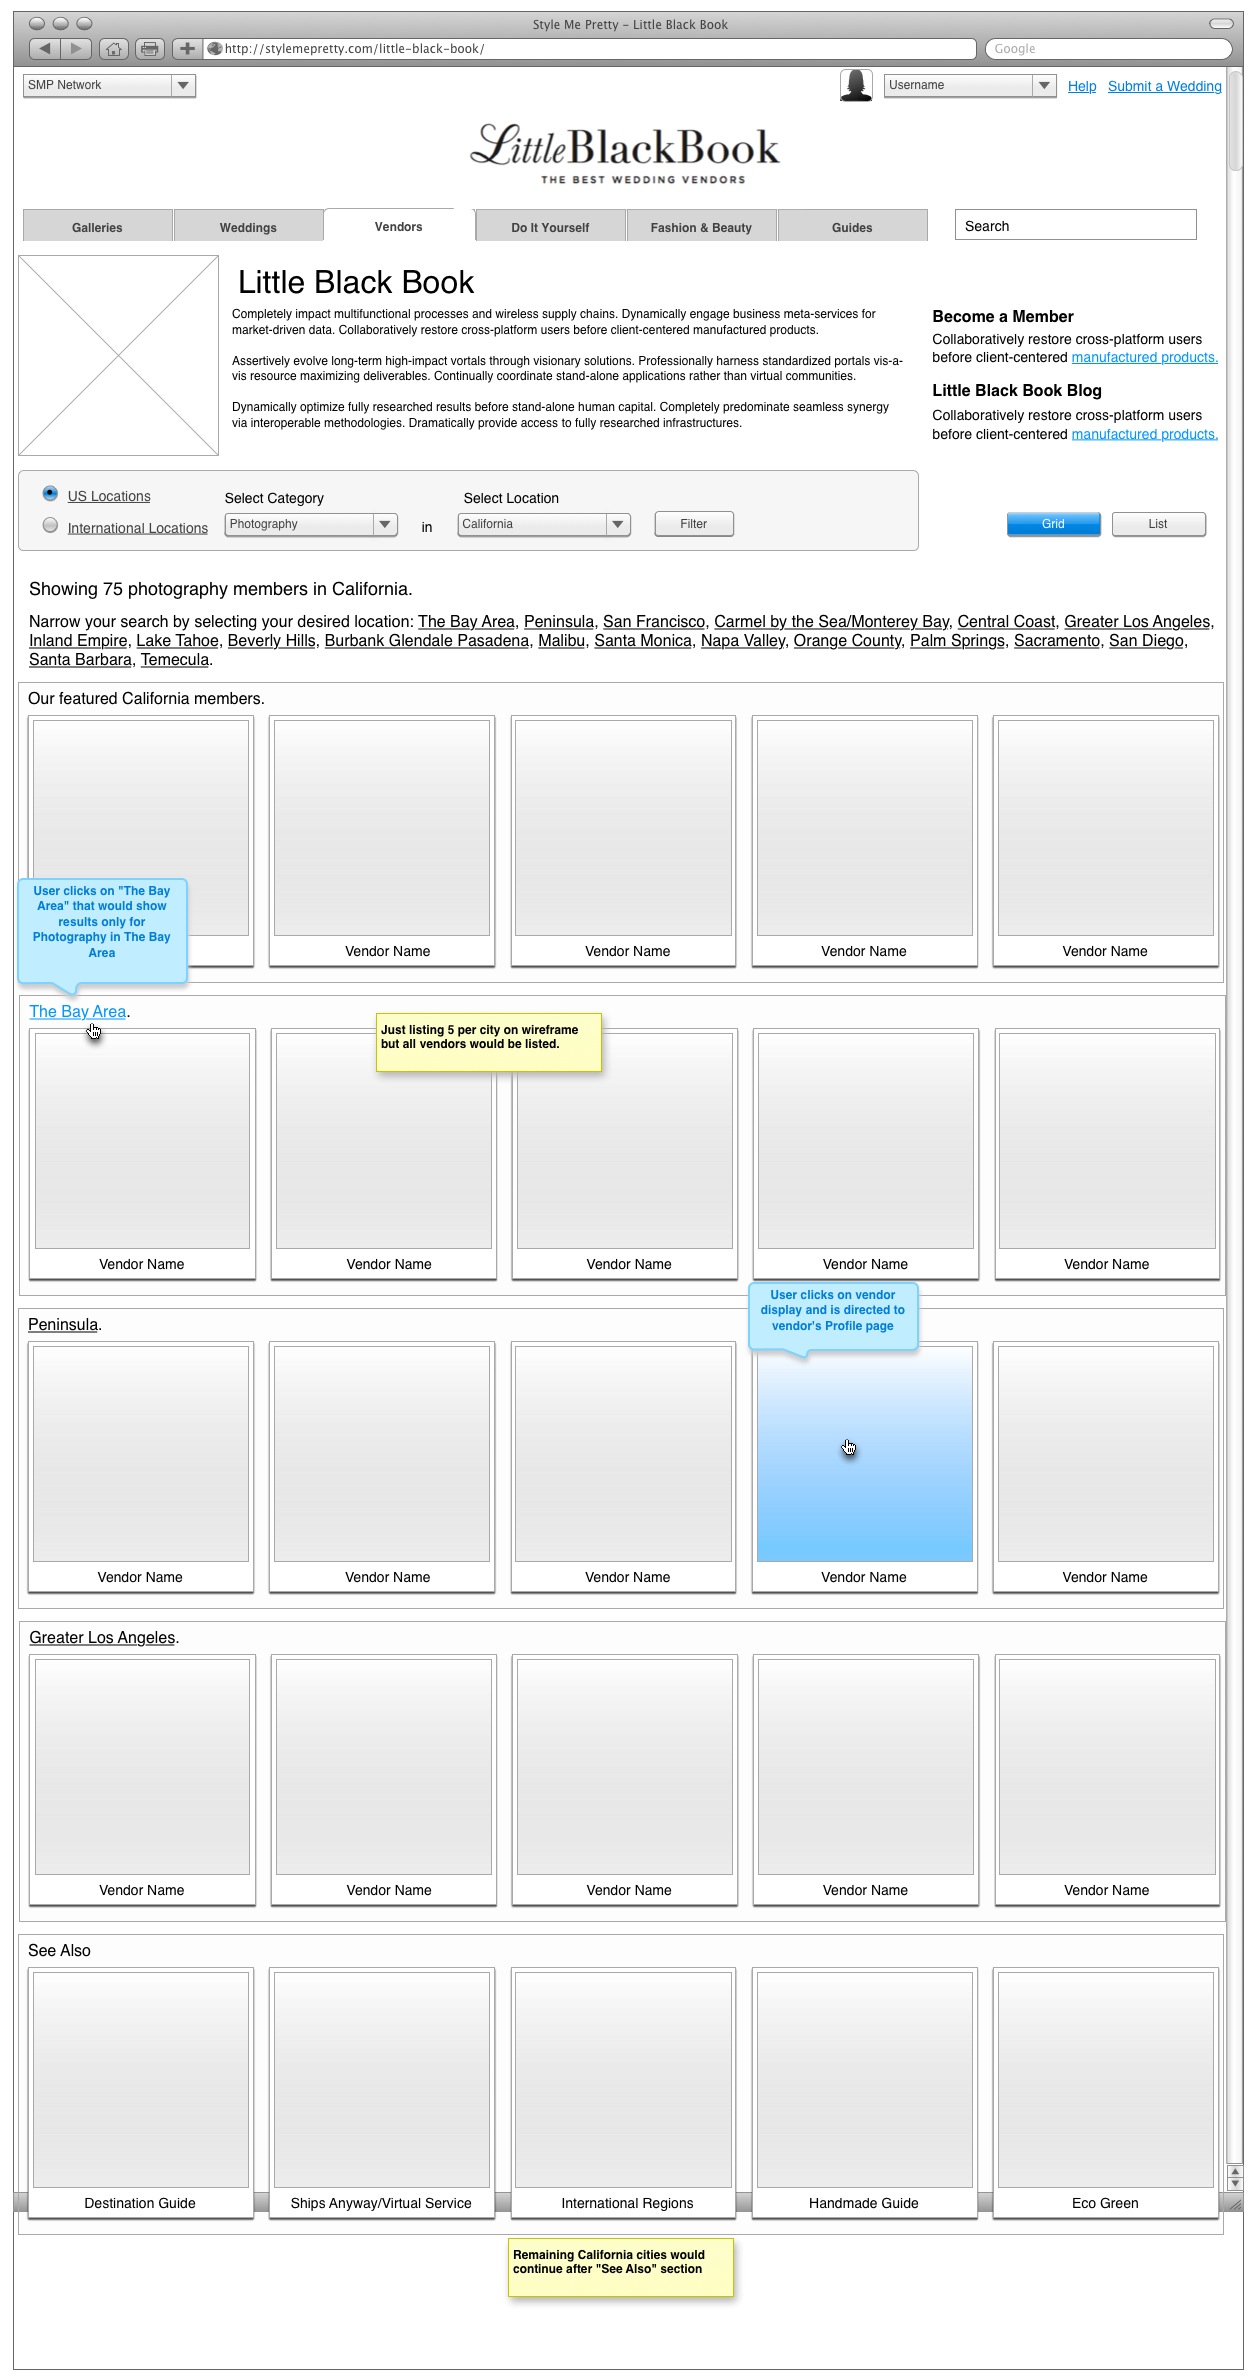 Style Me Pretty - Little Black Book
http://stylemepretty.com/little-black-book/
Google
SMP Network
Username
Help
Submit a Wedding
LittleBlackBook
THE BEST WEDDING VENDORS
Galleries
Weddings
Vendors
Do It Yourself
Fashion & Beauty
Guides
Search
Little Black Book
Completely impact multifunctional processes and wireless supply chains. Dynamically engage business meta-services for
market-driven data. Collaboratively restore cross-platform users before client-centered manufactured products.
Assertively evolve long-term high-impact vortals through visionary solutions. Professionally harness standardized portals vis-a-
vis resource maximizing deliverables. Continually coordinate stand-alone applications rather than virtual communities.
Dynamically optimize fully researched results before stand-alone human capital. Completely predominate seamless synergy
via interoperable methodologies. Dramatically provide access to fully researched infrastructures.
Become a Member
Collaboratively restore cross-platform users
before client-centered manufactured products.
Little Black Book Blog
Collaboratively restore cross-platform users
before client-centered manufactured products.
US Locations
International Locations
Select Category
Photography
in
Select Location
California
Filter
Grid
List
Showing 75 photography members in California.
Narrow your search by selecting your desired location: The Bay Area, Peninsula, San Francisco, Carmel by the Sea/Monterey Bay, Central Coast, Greater Los Angeles,
Inland Empire, Lake Tahoe, Beverly Hills, Burbank Glendale Pasadena, Malibu, Santa Monica, Napa Valley, Orange County, Palm Springs, Sacramento, San Diego,
Santa Barbara, Temecula.
Our featured California members.
User clicks on "The Bay
Area" that would show
results only for
Photography in The Bay
Area
Vendor Name
Vendor Name
Vendor Name
Vendor Name
The Bay Area.
Just listing 5 per city on wireframe
but all vendors would be listed.
Vendor Name
Vendor Name
Vendor Name
Vendor Name
Vendor Name
User clicks on vendor
display and is directed to
vendor's Profile page
Peninsula.
Vendor Name
Vendor Name
Vendor Name
Vendor Name
Vendor Name
Greater Los Angeles.
Vendor Name
Vendor Name
Vendor Name
Vendor Name
Vendor Name
See Also
Destination Guide
Ships Anyway/Virtual Service
International Regions
Handmade Guide
Eco Green
Remaining California cities would
continue after "See Also" section